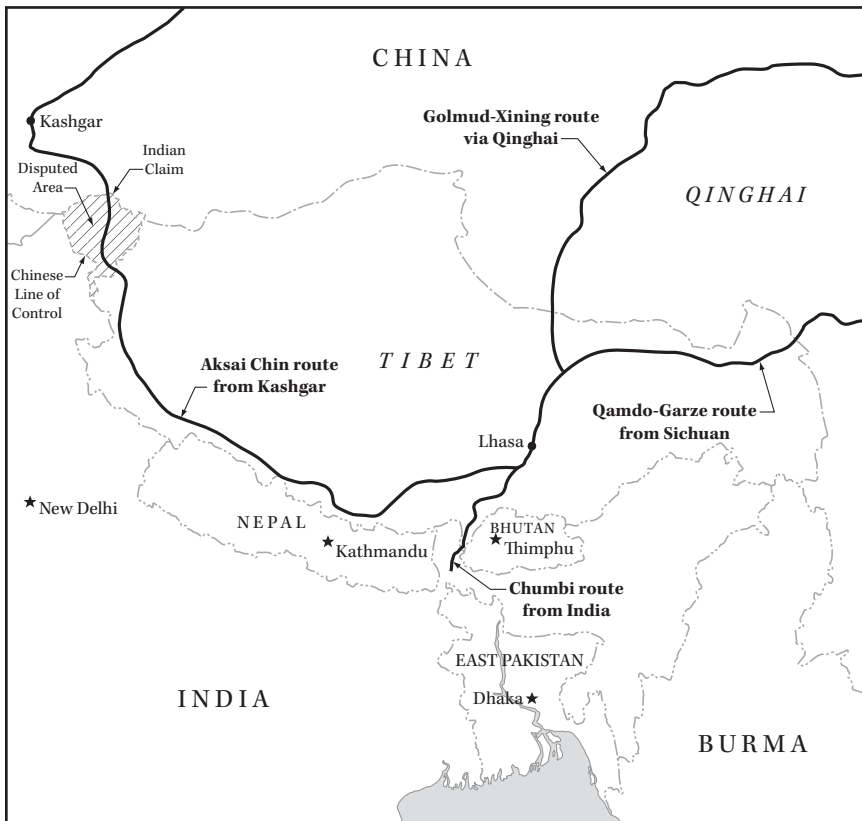 CHINA
Kashgar
Golmud-Xining route
via Qinghai
Indian
Claim
Disputed
Area
QINGHAI
Chinese
Line of
Control
Aksai Chin route
from Kashgar
TIBET
Qamdo-Garze route
from Sichuan
Lhasa
New Delhi
NEPAL
Kathmandu
BHUTAN
Thimphu
Chumbi route
from India
EAST PAKISTAN
Dhaka
INDIA
BURMA